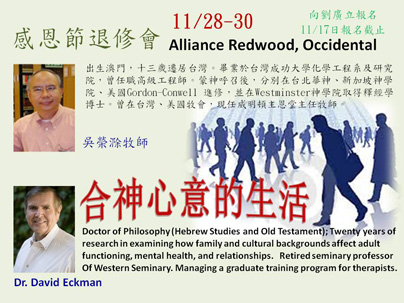 感恩節退修會
11/28-30
向劉廣立報名
11/17日報名截止
Alliance Redwood, Occidental
出生澳門，十三歲遷居台灣。畢業於台灣成功大學化學工程系及研究
院，曾任職高級工程師。蒙神呼召後，分別在台北華神、新加坡神學
院、美國Gordon-Conwell 進修，並在Westminster神學院取得釋經學
博士。曾在台灣、美國牧會，現任成明頓主恩堂主任牧師。
吳榮滁牧師
合神心意的生活
Doctor of Philosophy (Hebrew Studies and Old Testament); Twenty years of
research in examining how family and cultural backgrounds affect adult
functioning, mental health, and relationships. Retired seminary professor
Of Western Seminary. Managing a graduate training program for therapists.
Dr. David Eckman